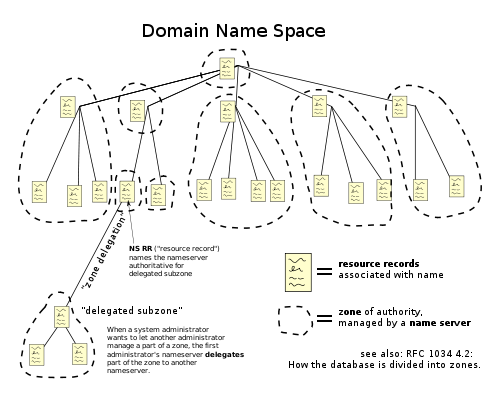 Domain Name Space
NS RR ("resource record")
names the nameserver
authoritative for
delegated subzone
"zone delegation"
resource records
associated with name
"delegated subzone"
zone of authority,
managed by a name server
When a system administrator
wants to let another administrator
manage a part of a zone, the first
administrator's nameserver delegates
part of the zone to another
nameserver.
see also: RFC 1034 4.2:
How the database is divided into zones.